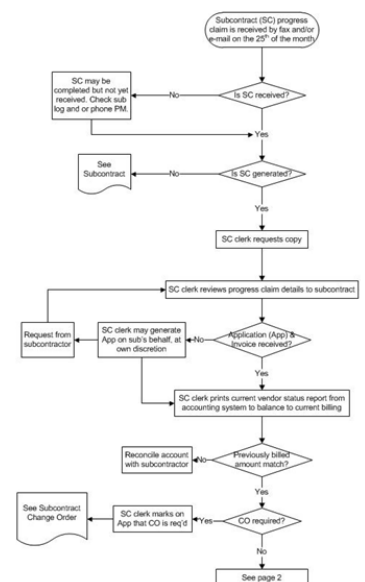 Subcontract (SC) progress
claim is received by fax and/or
e-mail on the 25th of the month
SC may be
completed but not yet
received. Check sub
log and or phone PM.
No
Is SC received?
Yes
See
Subcontract
No
Is SC generated?
Yes
SC clerk requests copy
SC clerk reviews progress claim details to subcontract
Request from
subcontractor
SC clerk may generate
App on sub's behalf, at
own discretion
No
Application (App) &
Invoice received?
Yes
SC clerk prints current vendor status report from
accounting system to balance to current billing
Reconcile account
with subcontractor
No
Previously billed
amount match?
Yes
See Subcontract
Change Order
SC clerk marks on
App that CO is req'd
Yes
CO required?
No
See page 2